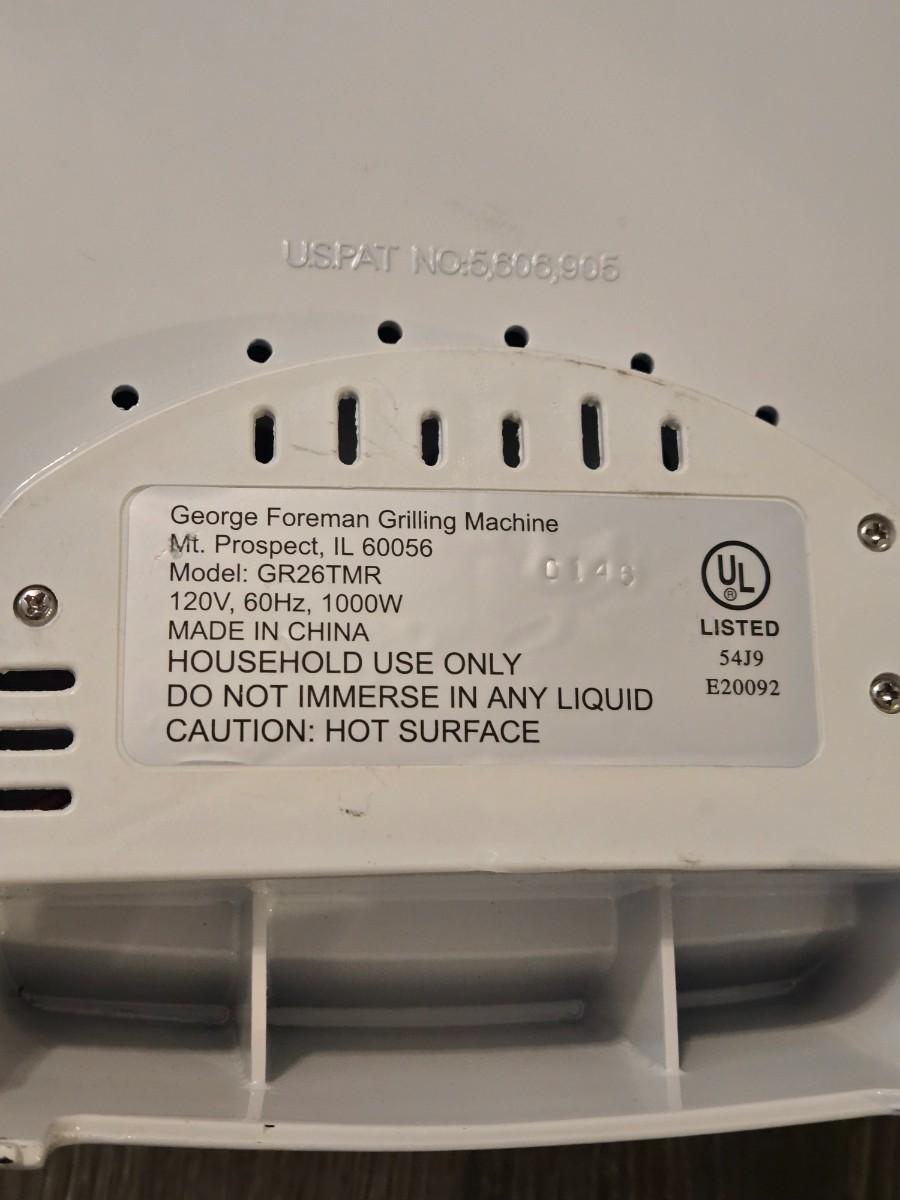 U.S.PAT NO:5,606,905
George Foreman Grilling Machine
Mt. Prospect, IL 60056
Model: GR26TMR
0148
120V, 60Hz, 1000W
MADE IN CHINA
HOUSEHOLD USE ONLY
DO NOT IMMERSE IN ANY LIQUID
CAUTION: HOT SURFACE
UL
®
LISTED
54J9
E20092